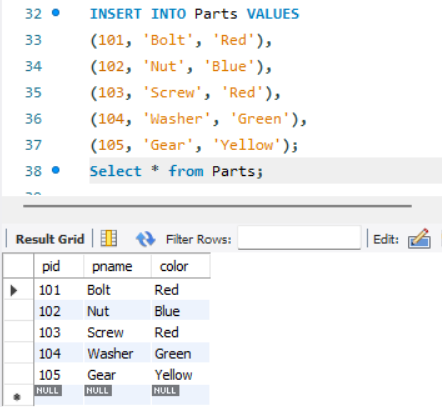 32 INSERT INTO Parts VALUES
33 (101, 'Bolt', 'Red'),
34 (102, 'Nut', 'Blue'),
35 (103, 'Screw', 'Red'),
36 (104, 'Washer', 'Green'),
37 (105, 'Gear', 'Yellow');
38 Select * from Parts;
Result Grid Filter Rows: Edit:
pid pname color
101 Bolt Red
102 Nut Blue
103 Screw Red
104 Washer Green
105 Gear Yellow
NULL NULL NULL